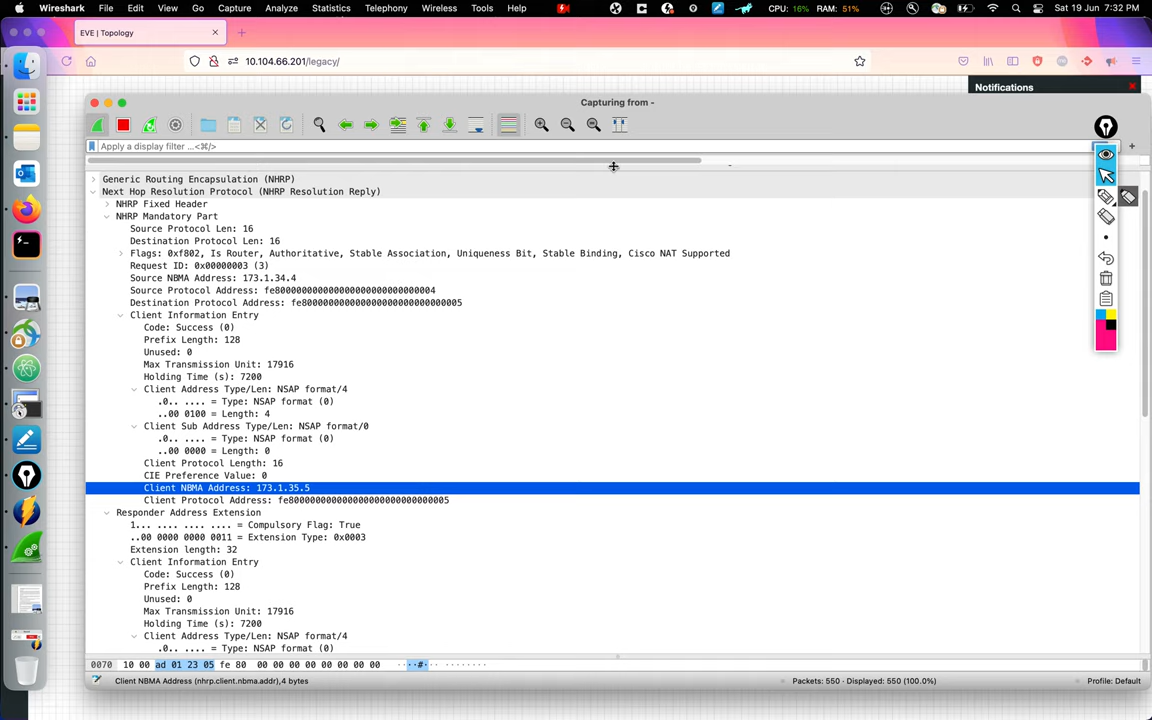 Wireshark File Edit View Go Capture Analyze Statistics Telephony Wireless Tools Help CPU: 16% RAM: 51% Sat 19 Jun 7:32 PM
EVE | Topology
10.104.66.201/legacy/
Notifications
Capturing from -
Apply a display filter ... <⌘/>
Generic Routing Encapsulation (NHRP)
Next Hop Resolution Protocol (NHRP Resolution Reply)
NHRP Fixed Header
NHRP Mandatory Part
Source Protocol Len: 16
Destination Protocol Len: 16
Flags: 0xf802, Is Router, Authoritative, Stable Association, Uniqueness Bit, Stable Binding, Cisco NAT Supported
Request ID: 0x00000003 (3)
Source NBMA Address: 173.1.34.4
Source Protocol Address: fe800000000000000000000000000004
Destination Protocol Address: fe800000000000000000000000000005
Client Information Entry
Code: Success (0)
Prefix Length: 128
Unused: 0
Max Transmission Unit: 17916
Holding Time (s): 7200
Client Address Type/Len: NSAP format/4
.0.. .... = Type: NSAP format (0)
..00 0100 = Length: 4
Client Sub Address Type/Len: NSAP format/0
.0.. .... = Type: NSAP format (0)
..00 0000 = Length: 0
Client Protocol Length: 16
CIE Preference Value: 0
Client NBMA Address: 173.1.35.5
Client Protocol Address: fe800000000000000000000000000005
Responder Address Extension
1... .... .... .... = Compulsory Flag: True
..00 0000 0000 0011 = Extension Type: 0x0003
Extension length: 32
Client Information Entry
Code: Success (0)
Prefix Length: 128
Unused: 0
Max Transmission Unit: 17916
Holding Time (s): 7200
Client Address Type/Len: NSAP format/4
.0.. .... = Type: NSAP format (0)
0070 10 00 ad 01 23 05 fe 80 00 00 00 00 00 00 00 00 ····#· ········
Client NBMA Address (nhrp.client.nbma.addr), 4 bytes Packets: 550 · Displayed: 550 (100.0%) Profile: Default